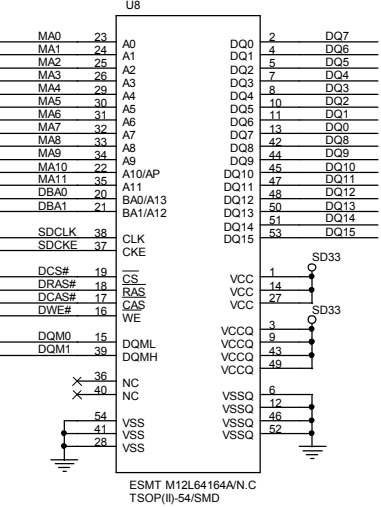 U8
MA0 23 A0 DQ0 2 DQ7
MA1 24 A1 DQ1 4 DQ6
MA2 25 A2 DQ2 5 DQ5
MA3 26 A3 DQ3 7 DQ4
MA4 29 A4 DQ4 8 DQ3
MA5 30 A5 DQ5 10 DQ2
MA6 31 A6 DQ6 11 DQ1
MA7 32 A7 DQ7 13 DQ0
MA8 33 A8 DQ8 42 DQ8
MA9 34 A9 DQ9 44 DQ9
MA10 22 A10/AP DQ10 45 DQ10
MA11 35 A11 DQ11 47 DQ11
DBA0 20 BA0/A13 DQ12 48 DQ12
DBA1 21 BA1/A12 DQ13 50 DQ13
DQ14 51 DQ14
SDCLK 38 CLK DQ15 53 DQ15
SDCKE 37 CKE
SD33
DCS# 19 CS VCC 1
DRAS# 18 RAS VCC 14
DCAS# 17 CAS VCC 27
DWE# 16 WE
SD33
VCCQ 3
DQM0 15 DQML VCCQ 9
DQM1 39 DQMH VCCQ 43
VCCQ 49
36 NC
40 NC VSSQ 6
VSSQ 12
54 VSS VSSQ 46
41 VSS VSSQ 52
28 VSS
ESMT M12L64164A/N.C
TSOP(II)-54/SMD